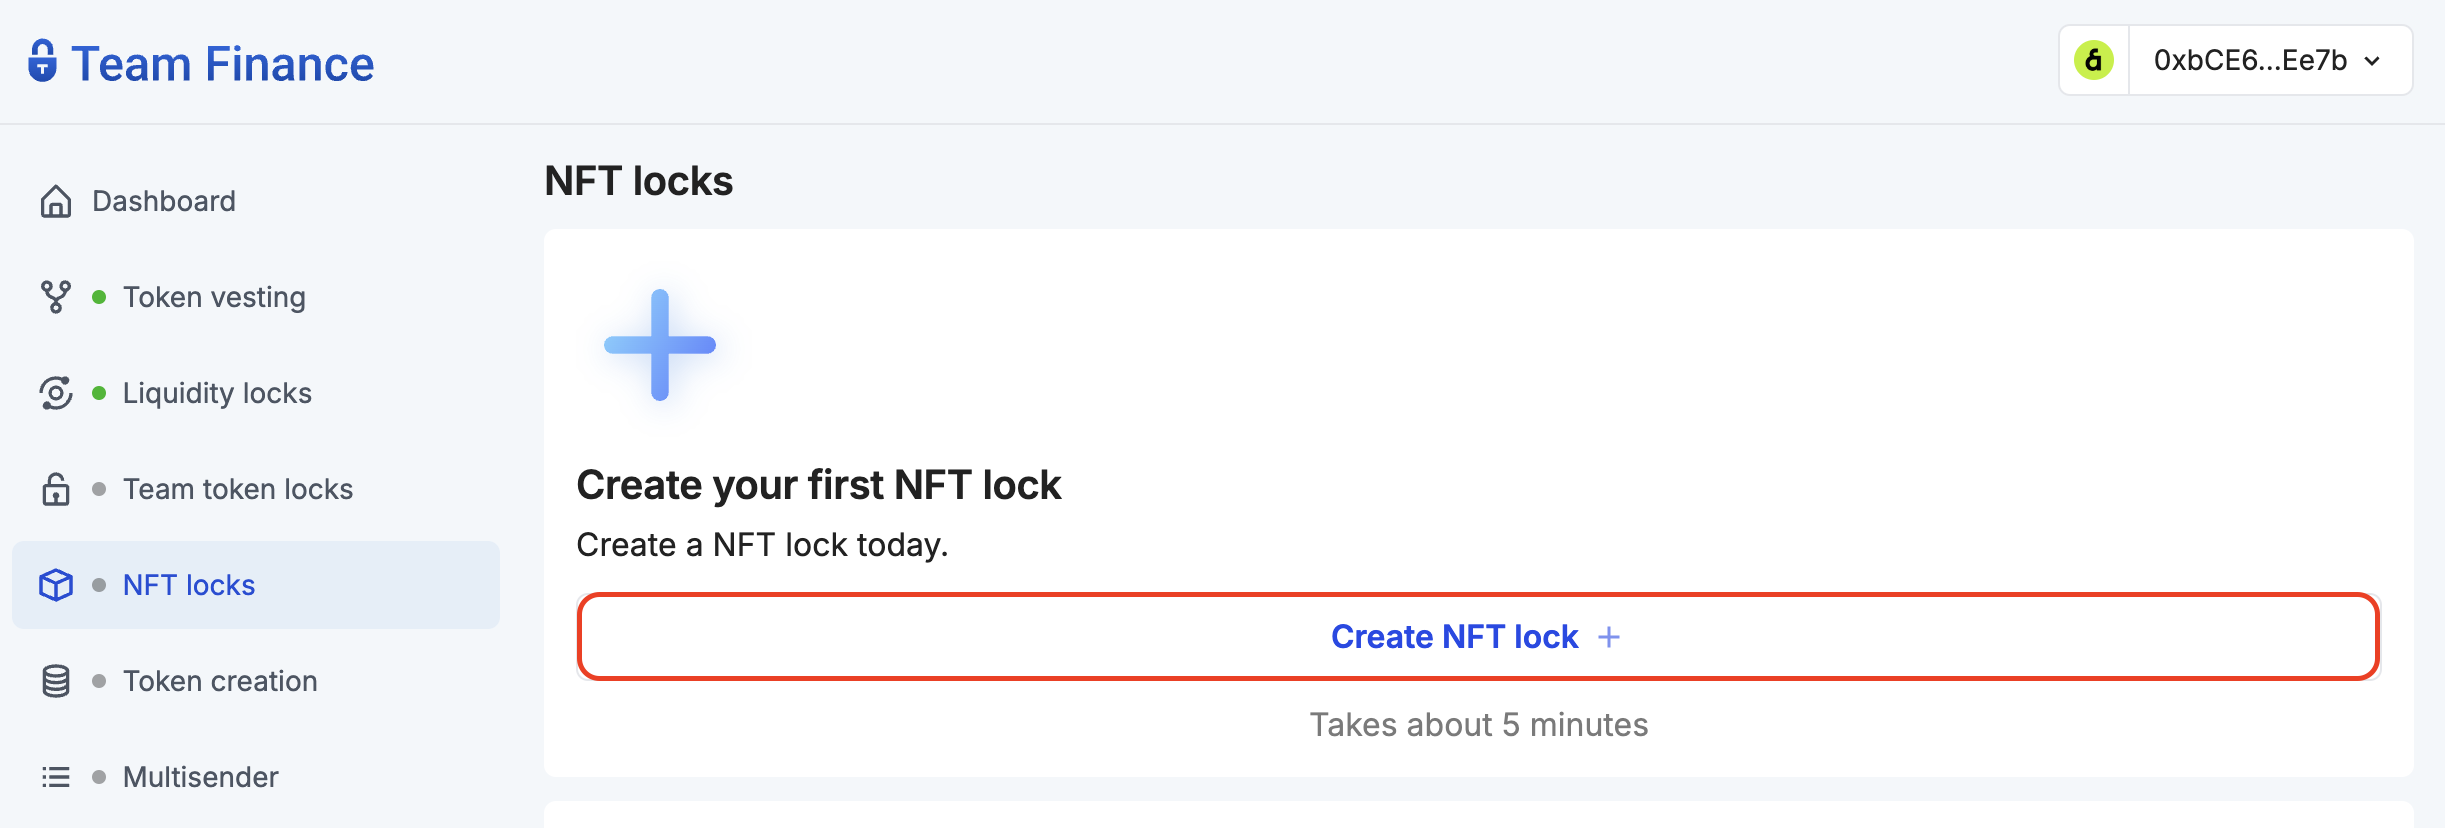 Team Finance
0xbCE6...Ee7b
Dashboard
Token vesting
Liquidity locks
Team token locks
NFT locks
Token creation
Multisender
NFT locks
Create your first NFT lock
Create a NFT lock today.
Create NFT lock +
Takes about 5 minutes